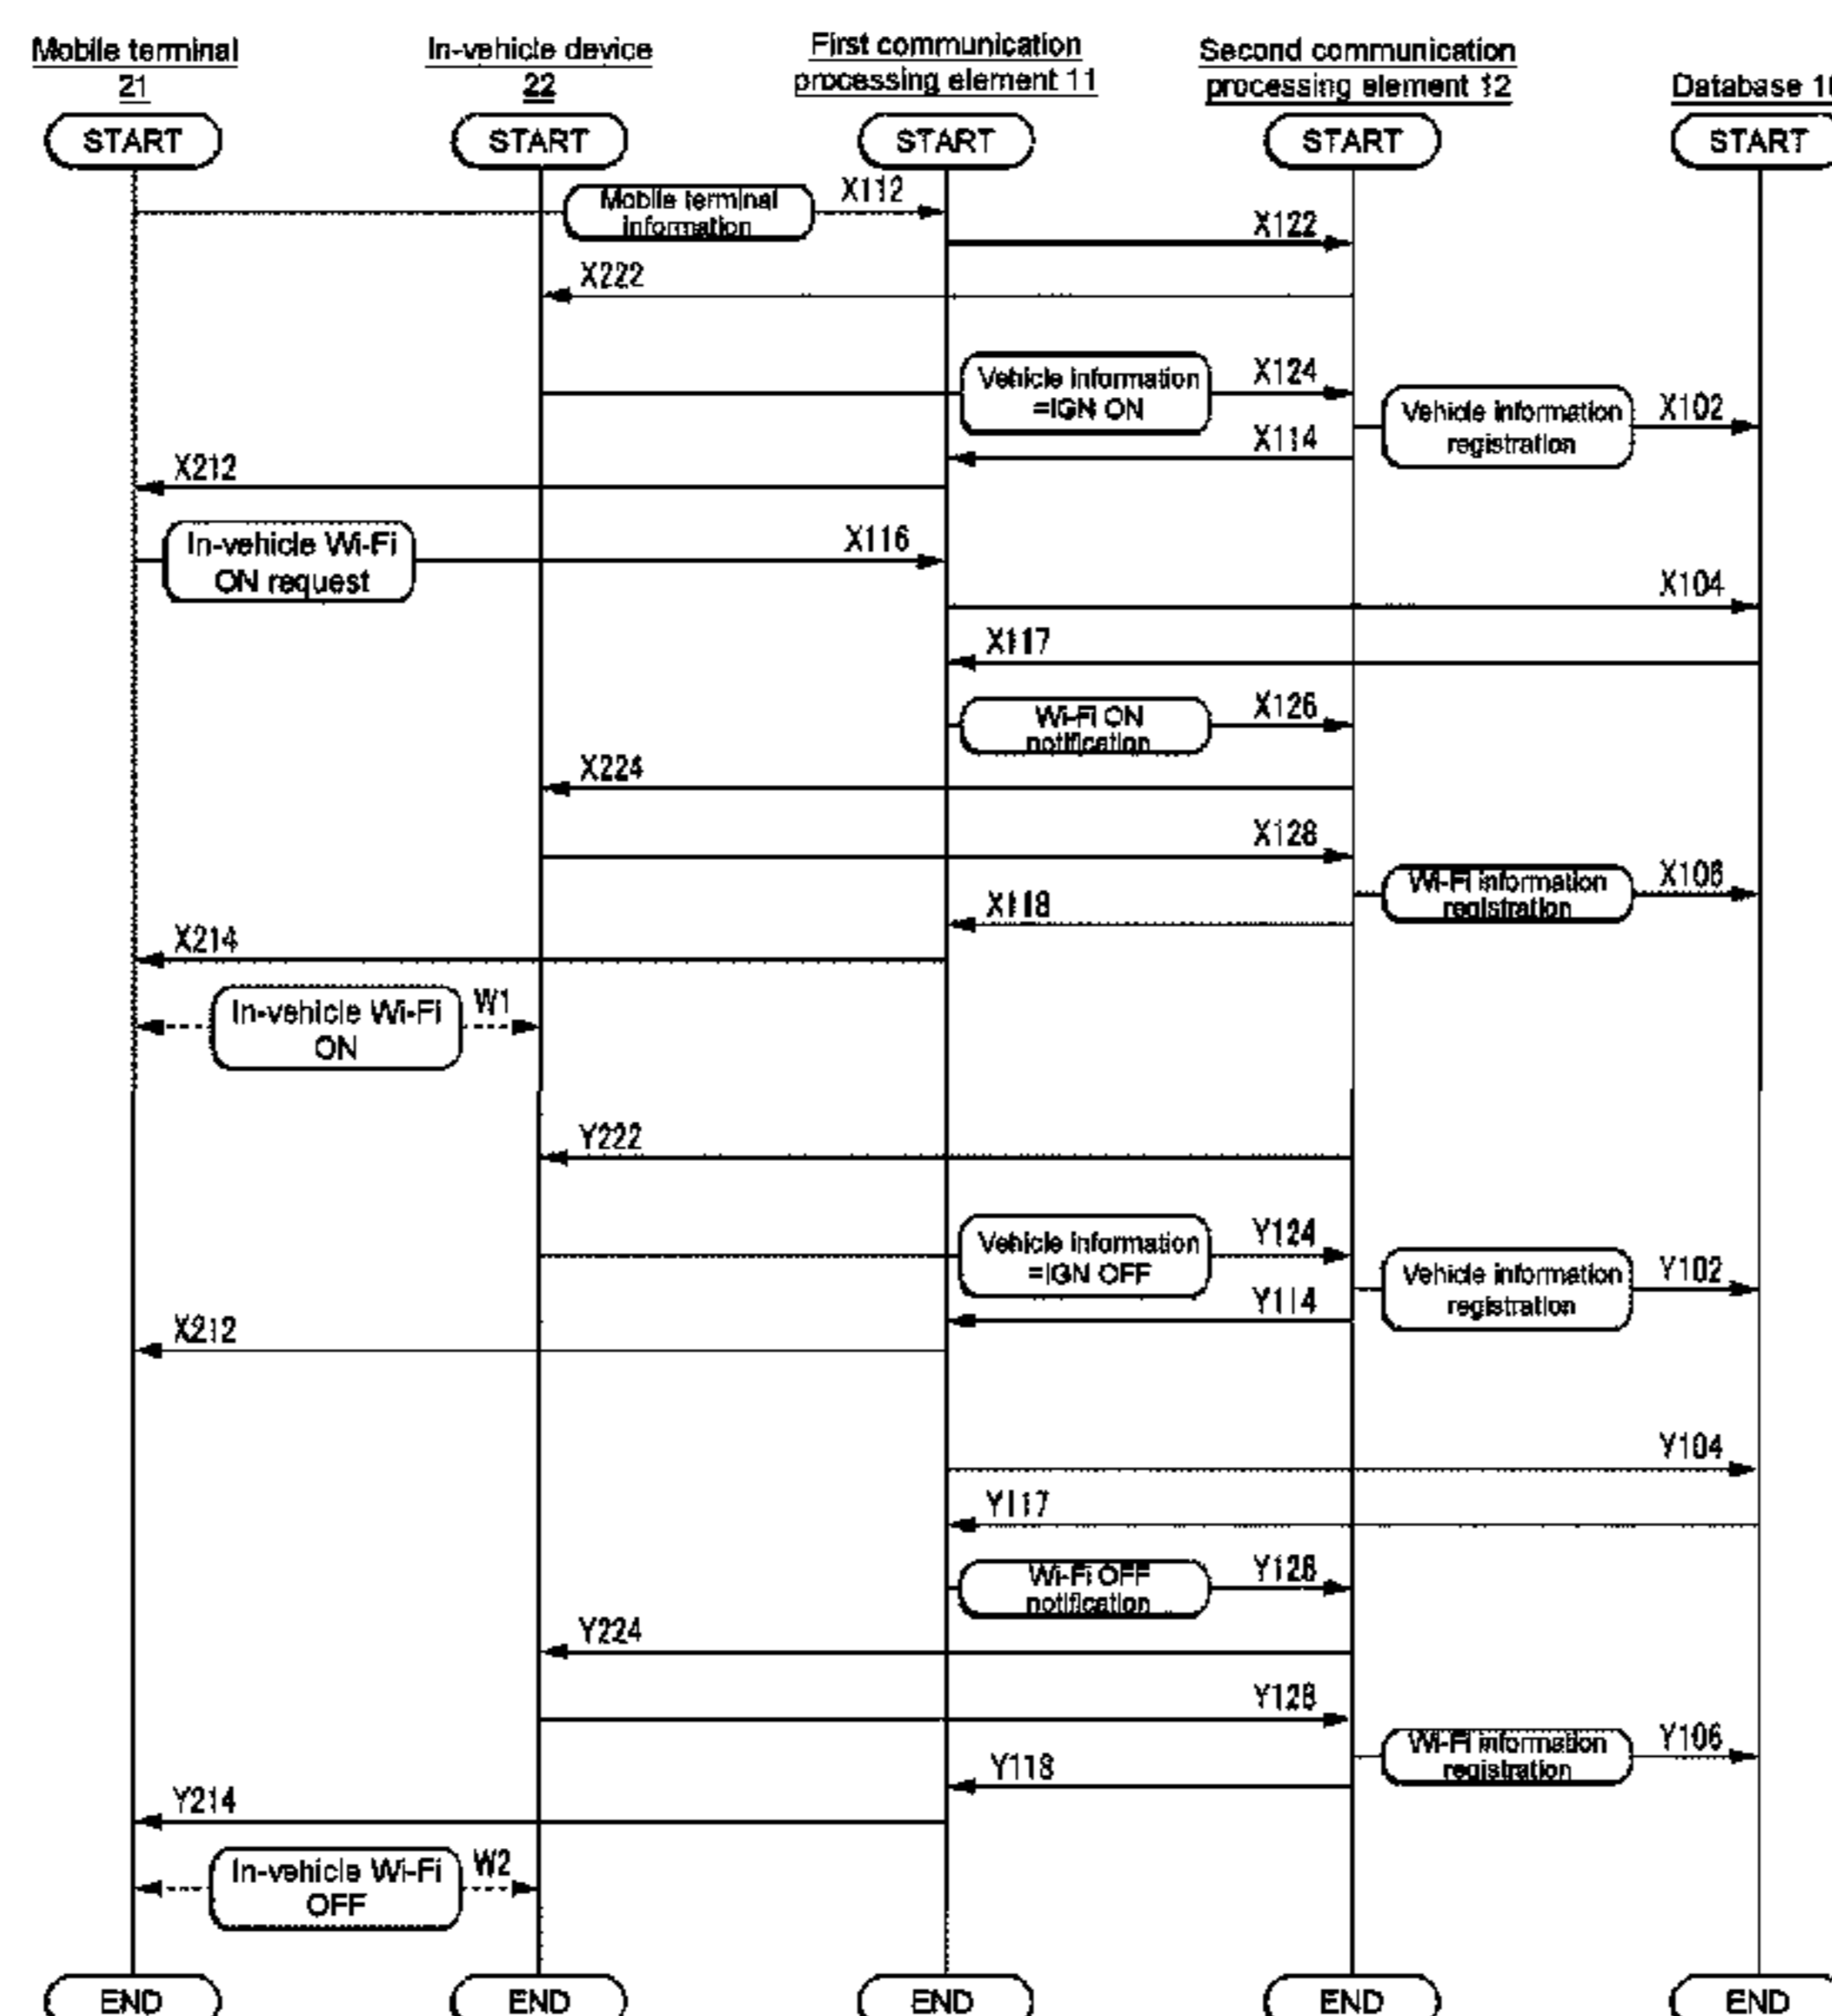 Mobile terminal
21
In-vehicle device
22
First communication
processing element 11
Second communication
processing element 12
Database 10
START
START
START
START
START
Mobile terminal
information
X112
X122
X222
Vehicle information
=IGN ON
X124
Vehicle information
registration
X102
X114
X212
In-vehicle Wi-Fi
ON request
X116
X104
X117
Wi-Fi ON
notification
X126
X224
X128
Wi-Fi information
registration
X106
X118
X214
In-vehicle Wi-Fi
ON
W1
Y222
Vehicle information
=IGN OFF
Y124
Vehicle information
registration
Y102
Y114
X212
Y104
Y117
Wi-Fi OFF
notification
Y126
Y224
Y128
Wi-Fi information
registration
Y106
Y118
Y214
In-vehicle Wi-Fi
OFF
W2
END
END
END
END
END